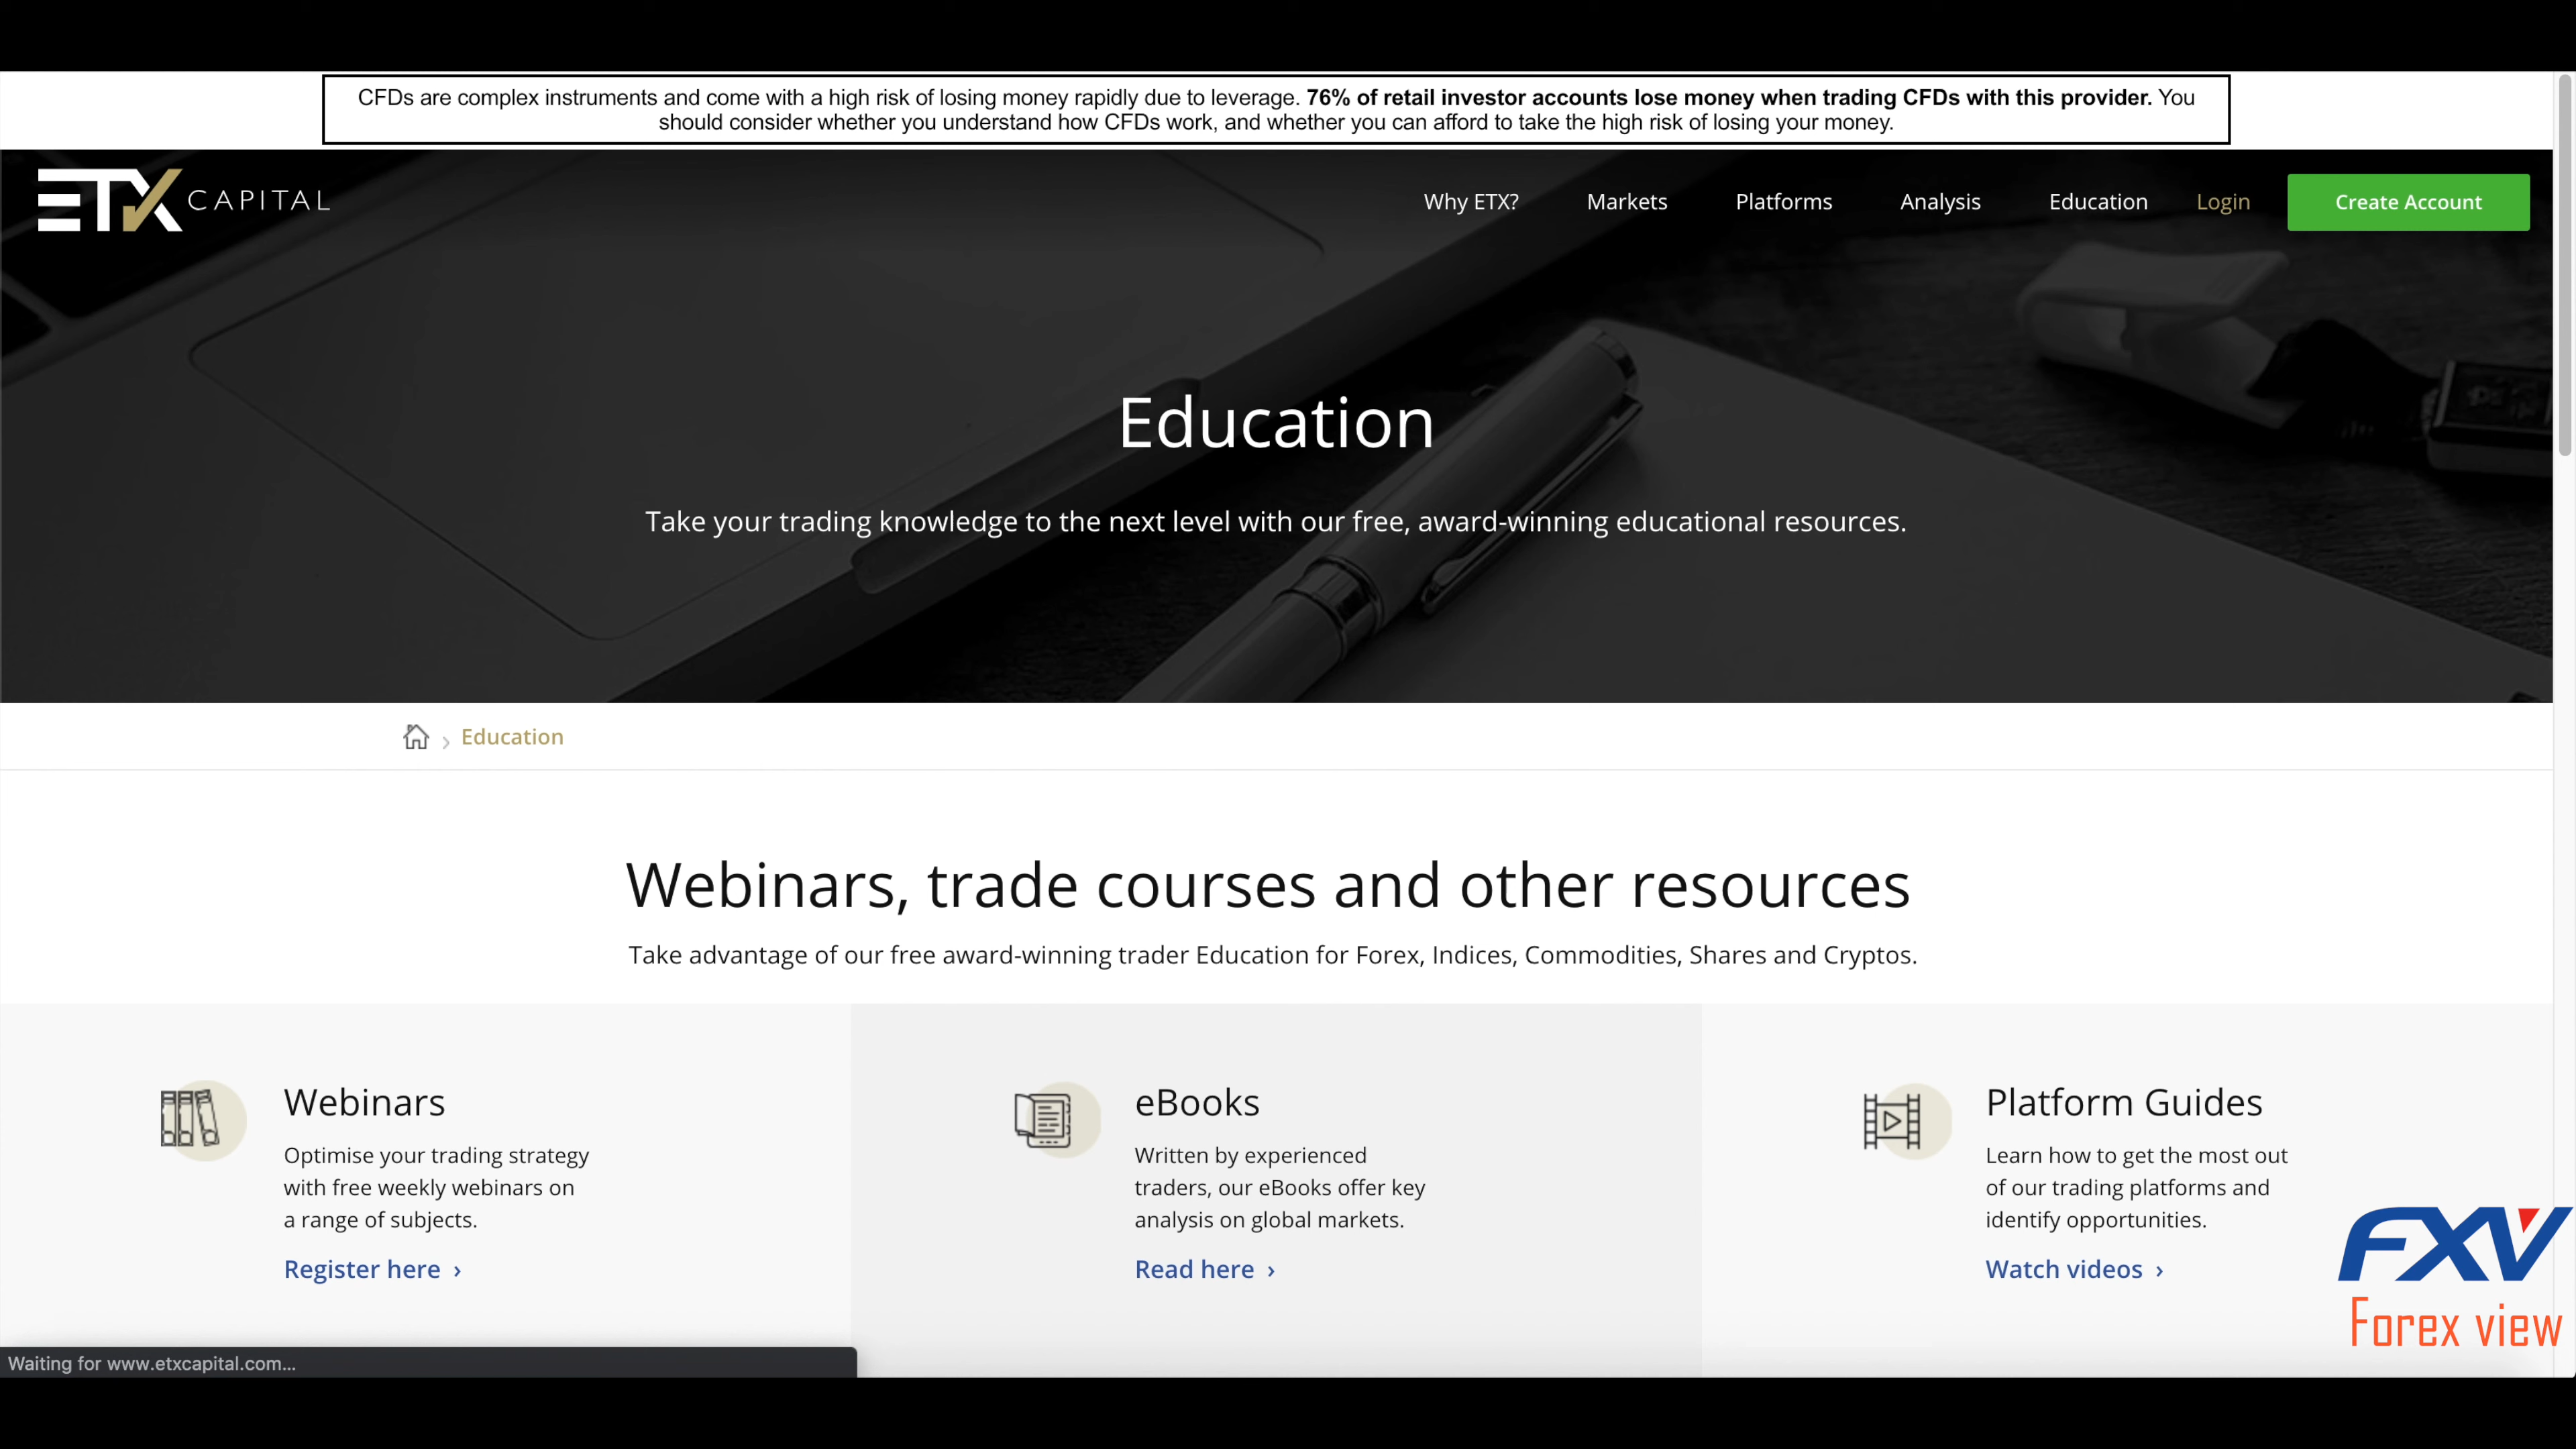 CFDs are complex instruments and come with a high risk of losing money rapidly due to leverage. 76% of retail investor accounts lose money when trading CFDs with this provider. You
should consider whether you understand how CFDs work, and whether you can afford to take the high risk of losing your money.
ETX CAPITAL
Why ETX?
Markets
Platforms
Analysis
Education
Login
Create Account
Education
Take your trading knowledge to the next level with our free, award-winning educational resources.
Education
Webinars, trade courses and other resources
Take advantage of our free award-winning trader Education for Forex, Indices, Commodities, Shares and Cryptos.
Webinars
Optimise your trading strategy
with free weekly webinars on
a range of subjects.
Register here ›
eBooks
Written by experienced
traders, our eBooks offer key
analysis on global markets.
Read here ›
Platform Guides
Learn how to get the most out
of our trading platforms and
identify opportunities.
Watch videos ›
FXV
Forex view
Waiting for www.etxcapital.com...